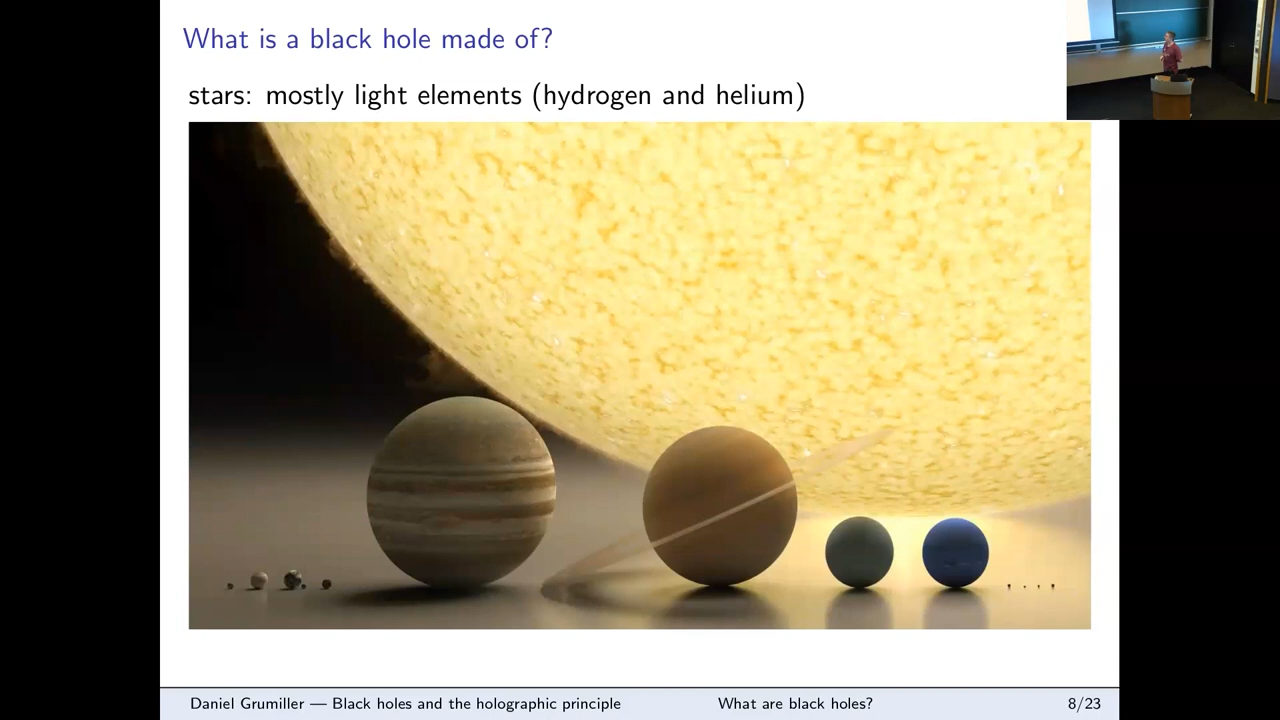 What is a black hole made of?
stars: mostly light elements (hydrogen and helium)
Daniel Grumiller — Black holes and the holographic principle
What are black holes?
8/23